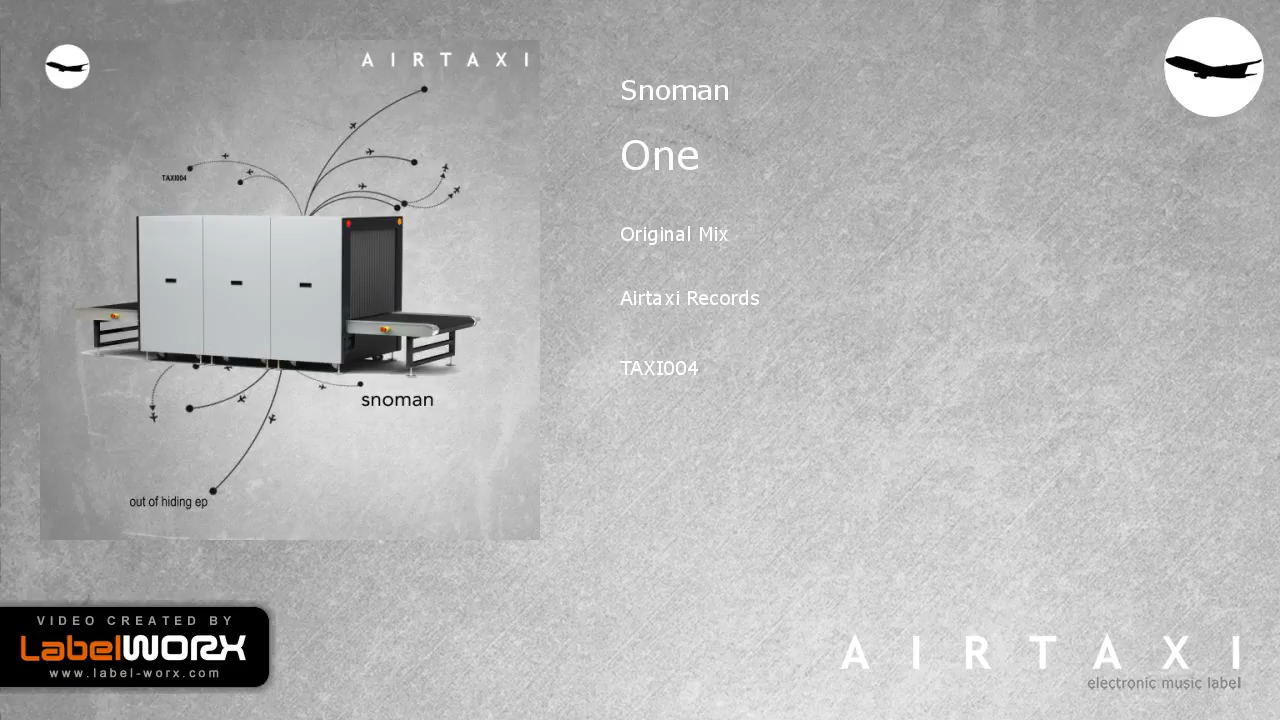 AIRTAXI
TAXI004
snoman
out of hiding ep
Snoman
One
Original Mix
Airtaxi Records
TAXI004
VIDEO CREATED BY
LabelWORX
www.label-worx.com
AIRTAXI
electronic music label